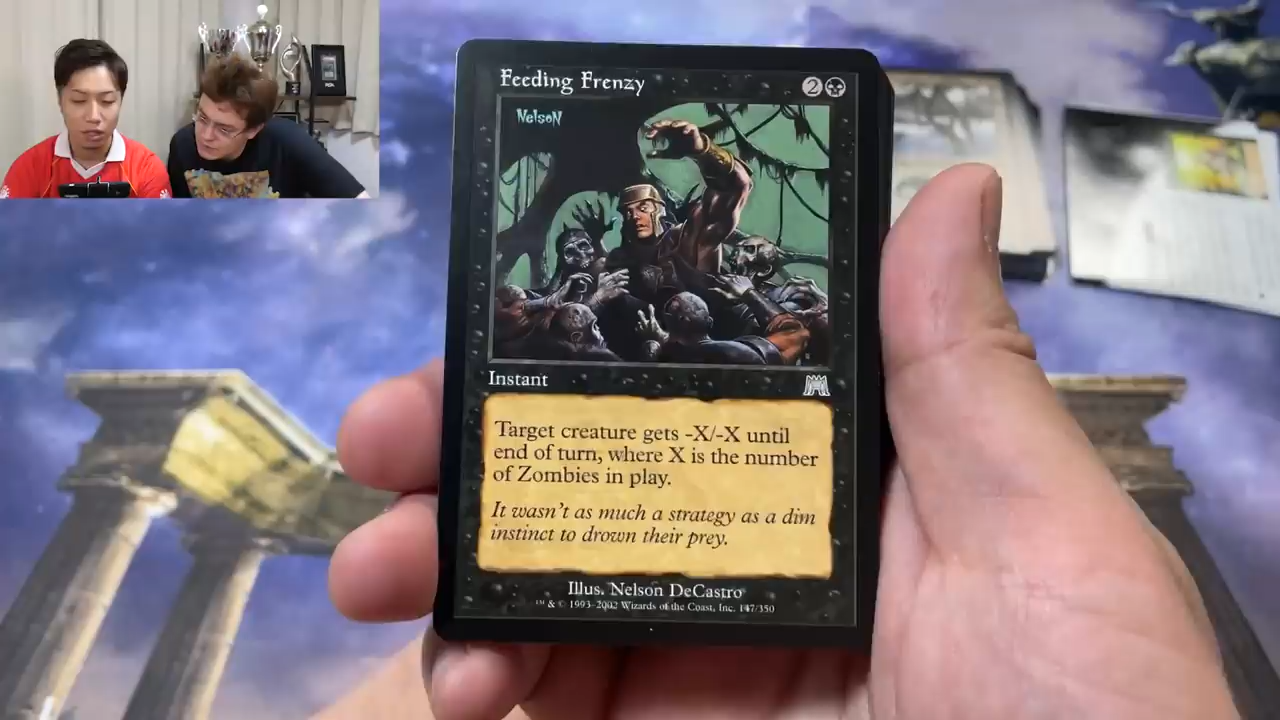 Feeding Frenzy
2
Nelson
Instant
Target creature gets -X/-X until
end of turn, where X is the number
of Zombies in play.
It wasn't as much a strategy as a dim
instinct to drown their prey.
Illus. Nelson DeCastro
™ & © 1993-2002 Wizards of the Coast, Inc. 147/350